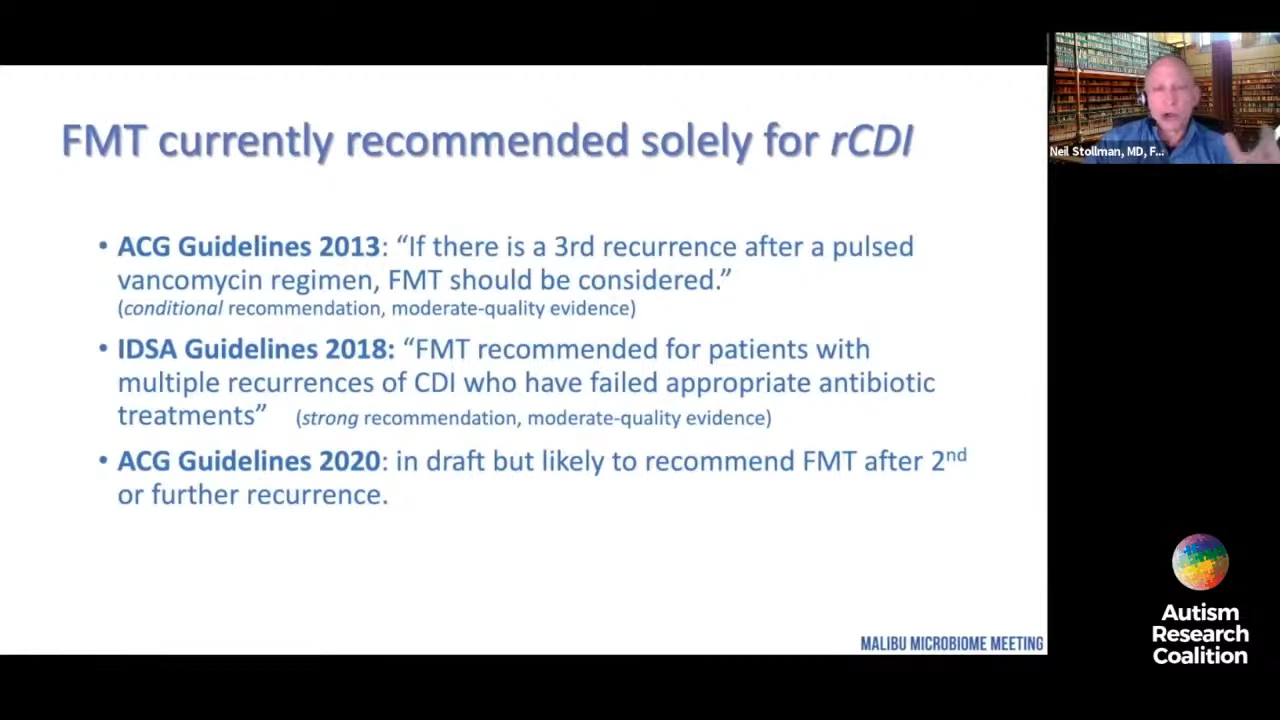 FMT currently recommended solely for rCDI
• ACG Guidelines 2013: “If there is a 3rd recurrence after a pulsed
vancomycin regimen, FMT should be considered.”
(conditional recommendation, moderate-quality evidence)
• IDSA Guidelines 2018: “FMT recommended for patients with
multiple recurrences of CDI who have failed appropriate antibiotic
treatments” (strong recommendation, moderate-quality evidence)
• ACG Guidelines 2020: in draft but likely to recommend FMT after 2nd
or further recurrence.
MALIBU MICROBIOME MEETING
Neil Stollman, MD, F...
Autism
Research
Coalition